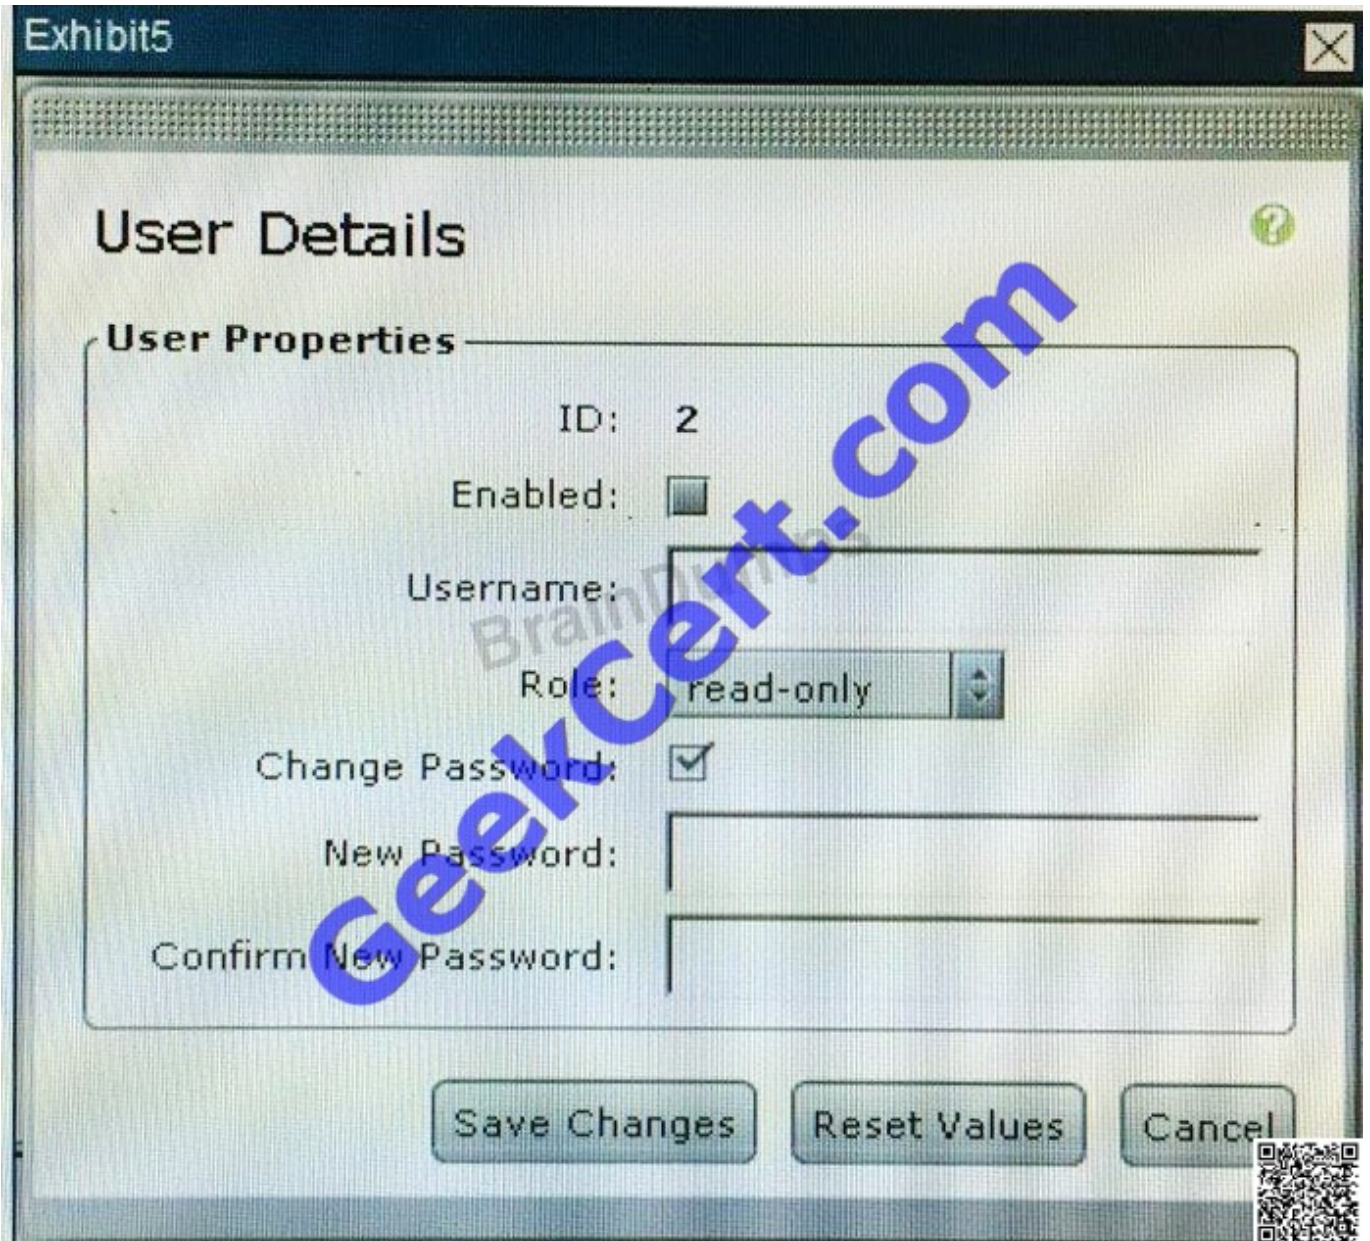 Exhibit5
User Details
User Properties
ID: 2
Enabled:
Username:
BrainDumps
Role: read-only
Change Password:
New Password:
Confirm New Password:
GeekCert.com
Save Changes Reset Values Cancel